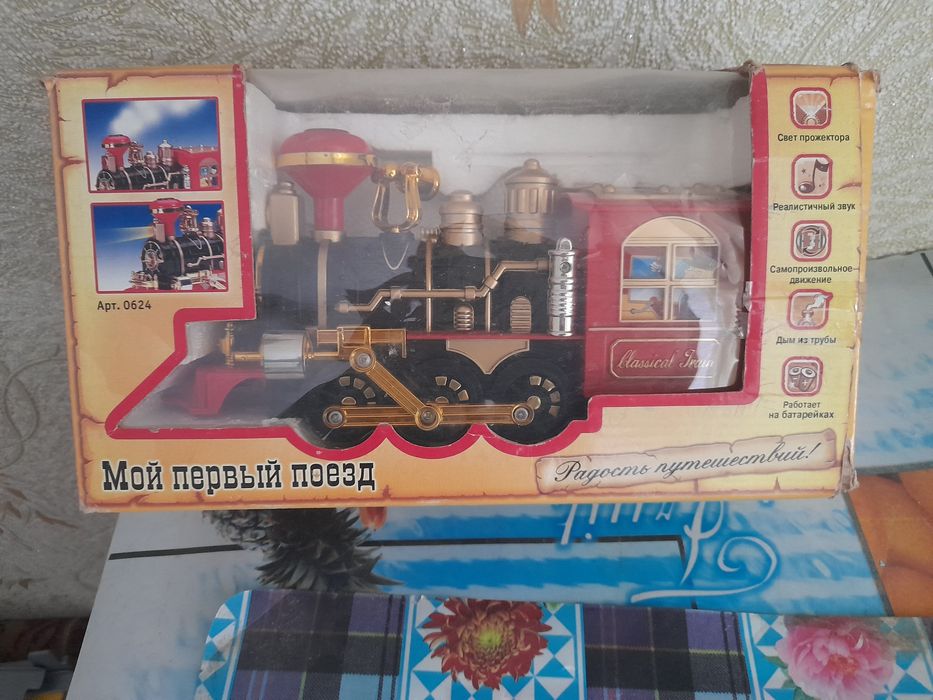 Арт. 0624
Свет прожектора
Реалистичный звук
Самопроизвольное
движение
Дым из трубы
Работает
на батарейках
Classical Train
Мой первый поезд
Радость путешествий!